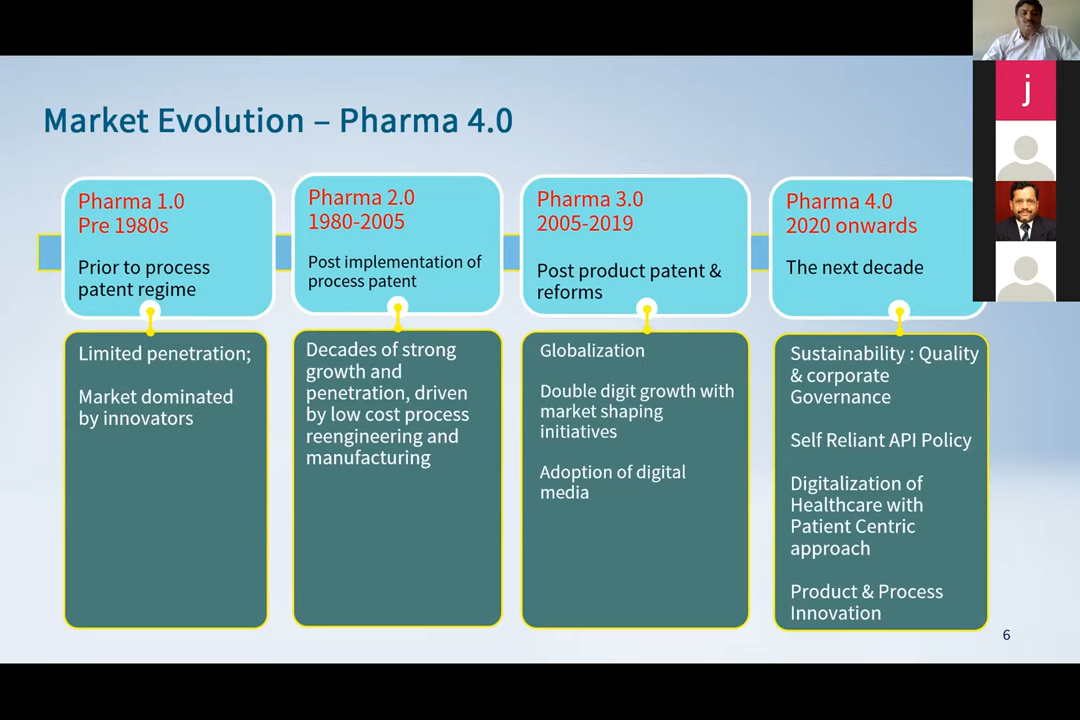 Market Evolution – Pharma 4.0
Pharma 1.0
Pre 1980s
Prior to process
patent regime
Limited penetration;
Market dominated
by innovators
Pharma 2.0
1980-2005
Post implementation of
process patent
Decades of strong
growth and
penetration, driven
by low cost process
reengineering and
manufacturing
Pharma 3.0
2005-2019
Post product patent &
reforms
Globalization
Double digit growth with
market shaping
initiatives
Adoption of digital
media
Pharma 4.0
2020 onwards
The next decade
Sustainability : Quality
& corporate
Governance
Self Reliant API Policy
Digitalization of
Healthcare with
Patient Centric
approach
Product & Process
Innovation
6
j